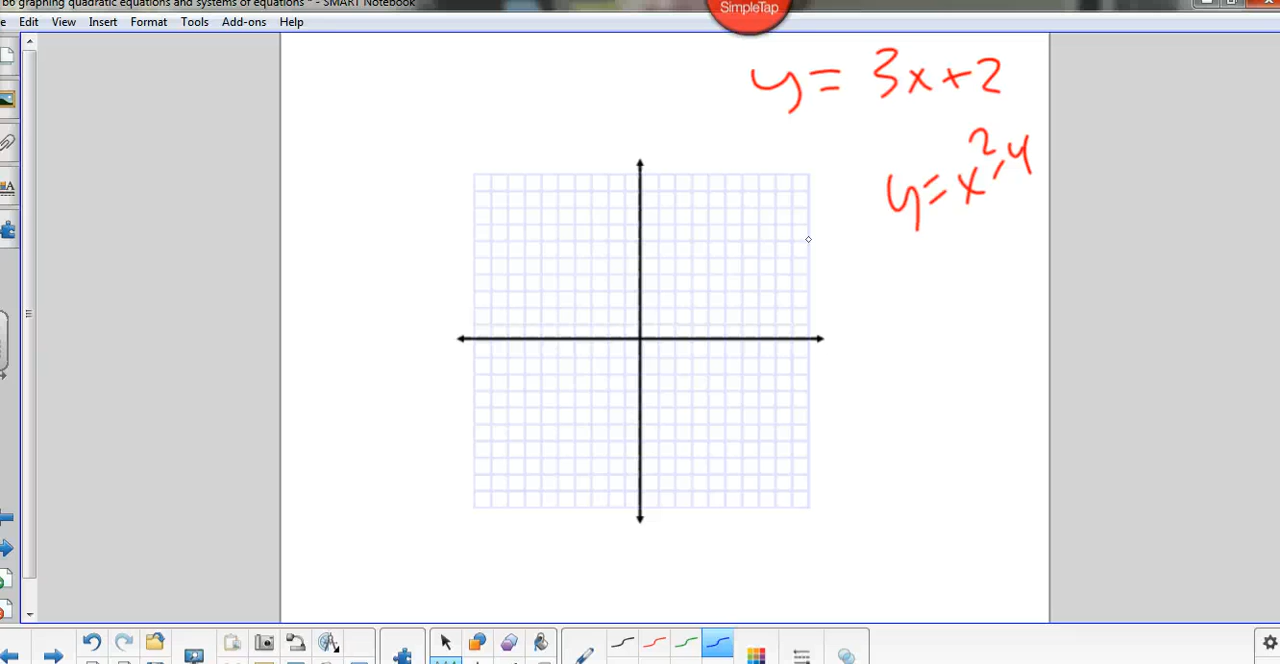 b6 graphing quadratic equations and systems of equations * - SMART Notebook
SimpleTap
Edit View Insert Format Tools Add-ons Help
y = 3x+2
y=x²-4